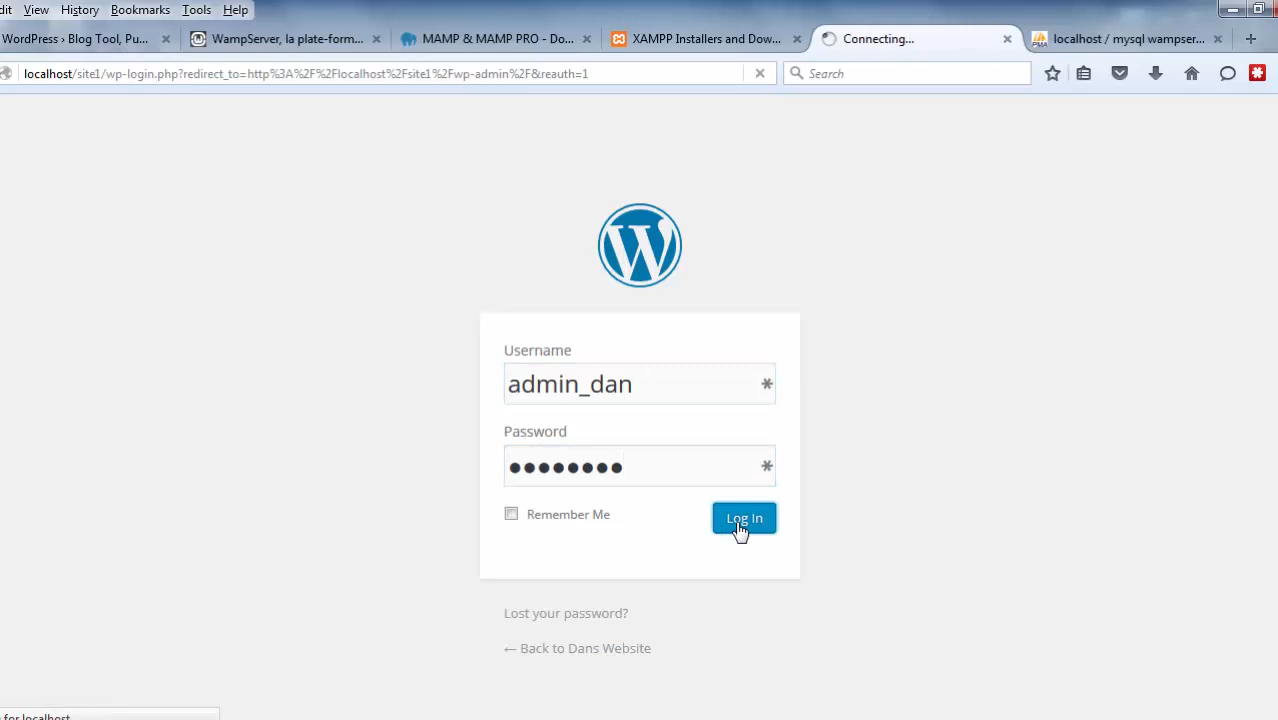 dit View History Bookmarks Tools Help
WordPress › Blog Tool, Pu... × WampServer, la plate-form... × MAMP & MAMP PRO - Do... × XAMPP Installers and Dow... × Connecting... × localhost / mysql wampser... × +
localhost/site1/wp-login.php?redirect_to=http%3A%2F%2Flocalhost%2Fsite1%2Fwp-admin%2F&reauth=1 Search
Username
admin_dan
Password
Remember Me Log In
Lost your password?
← Back to Dans Website
for localhost